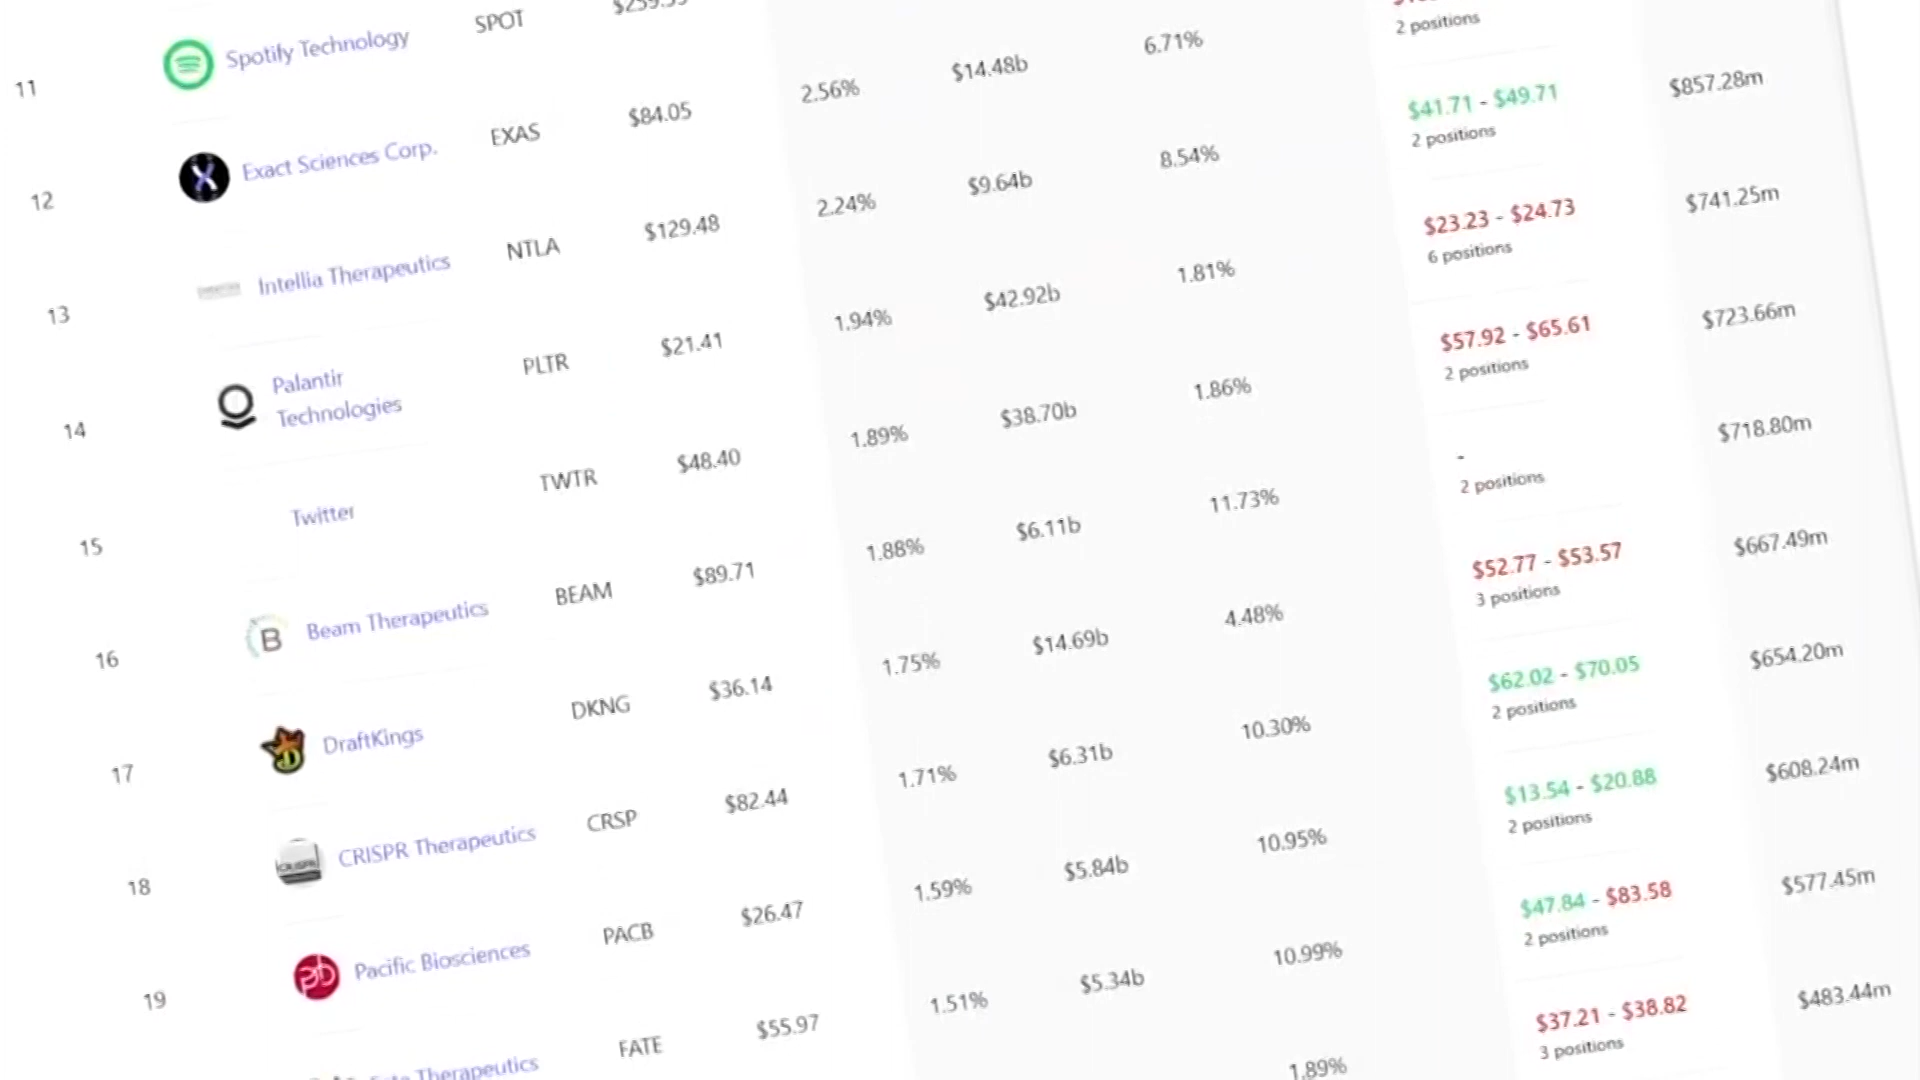 11 Spotify Technology SPOT
12 Exact Sciences Corp. EXAS $84.05 2.56% $14.48b 6.71%
2 positions
13 Intellia Therapeutics NTLA $129.48 2.24% $9.64b 8.54% $41.71 - $49.71 $857.28m
2 positions
14 Palantir Technologies PLTR $21.41 1.94% $42.92b 1.81% $23.23 - $24.73 $741.25m
6 positions
15 Twitter TWTR $48.40 1.89% $38.70b 1.86% $57.92 - $65.61 $723.66m
2 positions
16 B Beam Therapeutics BEAM $89.71 1.88% $6.11b 11.73% - $718.80m
2 positions
17 DraftKings DKNG $36.14 1.75% $14.69b 4.48% $52.77 - $53.57 $667.49m
3 positions
18 CRISPR Therapeutics CRSP $82.44 1.71% $6.31b 10.30% $62.02 - $70.05 $654.20m
2 positions
19 Pacific Biosciences PACB $26.47 1.59% $5.84b 10.95% $13.54 - $20.88 $608.24m
2 positions
Therapeutics FATE $55.97 1.51% $5.34b 10.99% $47.84 - $83.58 $577.45m
2 positions
1.89% $37.21 - $38.82 $483.44m
3 positions